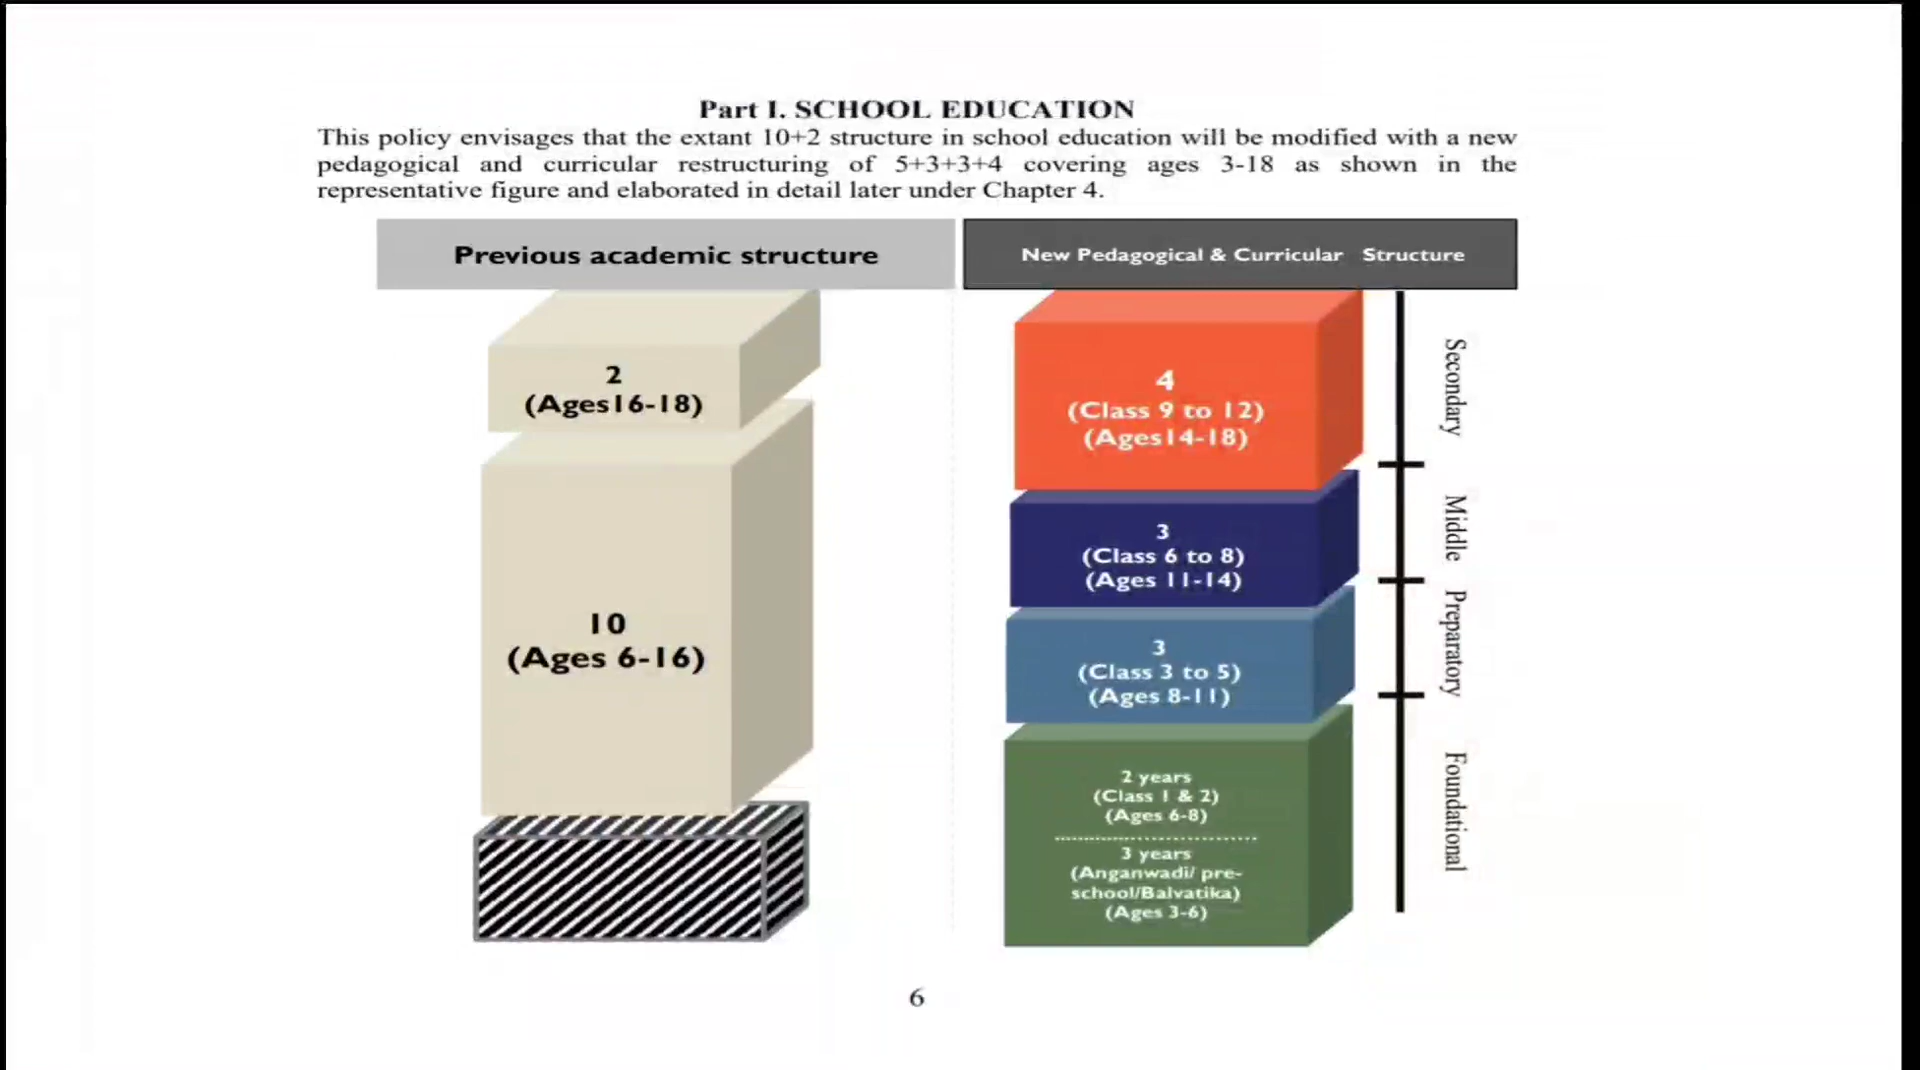 Part I. SCHOOL EDUCATION
This policy envisages that the extant 10+2 structure in school education will be modified with a new
pedagogical and curricular restructuring of 5+3+3+4 covering ages 3-18 as shown in the
representative figure and elaborated in detail later under Chapter 4.
Previous academic structure
2
(Ages16-18)
10
(Ages 6-16)
New Pedagogical & Curricular Structure
4
(Class 9 to 12)
(Ages14-18)
Secondary
3
(Class 6 to 8)
(Ages 11-14)
Middle
3
(Class 3 to 5)
(Ages 8-11)
Preparatory
2 years
(Class 1 & 2)
(Ages 6-8)
3 years
(Anganwadi/ pre-
school/Balvatika)
(Ages 3-6)
Foundational
6